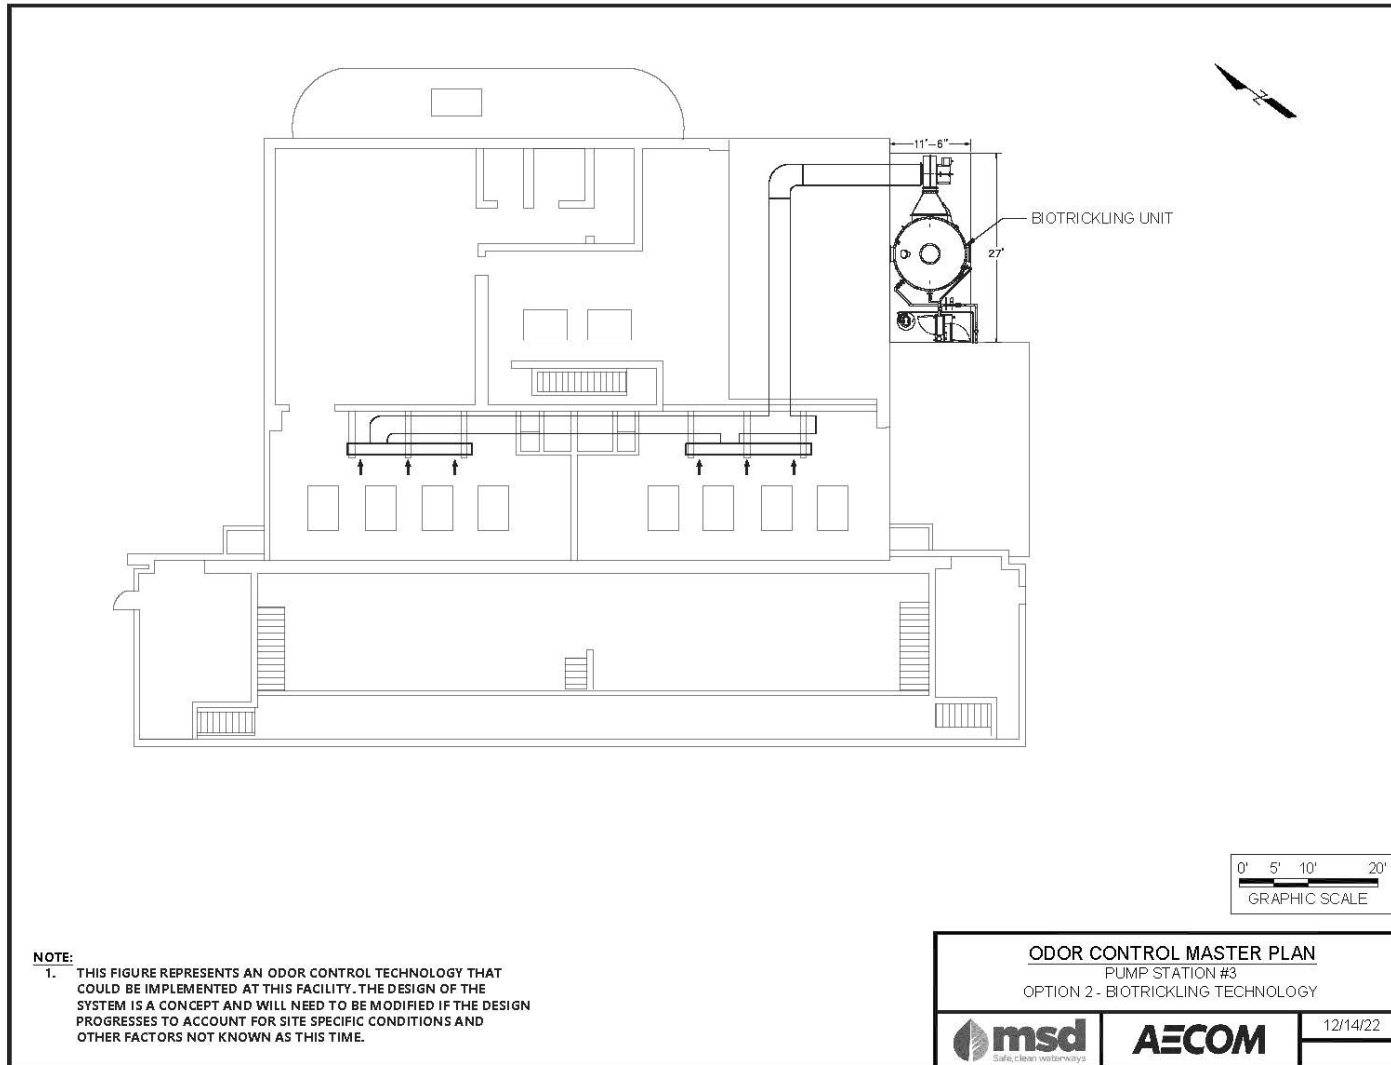 Z
11'-6"
BIOTRICKLING UNIT
27'
0' 5' 10' 20'
GRAPHIC SCALE
NOTE:
1. THIS FIGURE REPRESENTS AN ODOR CONTROL TECHNOLOGY THAT
COULD BE IMPLEMENTED AT THIS FACILITY. THE DESIGN OF THE
SYSTEM IS A CONCEPT AND WILL NEED TO BE MODIFIED IF THE DESIGN
PROGRESSES TO ACCOUNT FOR SITE SPECIFIC CONDITIONS AND
OTHER FACTORS NOT KNOWN AS THIS TIME.
ODOR CONTROL MASTER PLAN
PUMP STATION #3
OPTION 2 - BIOTRICKLING TECHNOLOGY
msd
Safe, clean waterways
AECOM
12/14/22